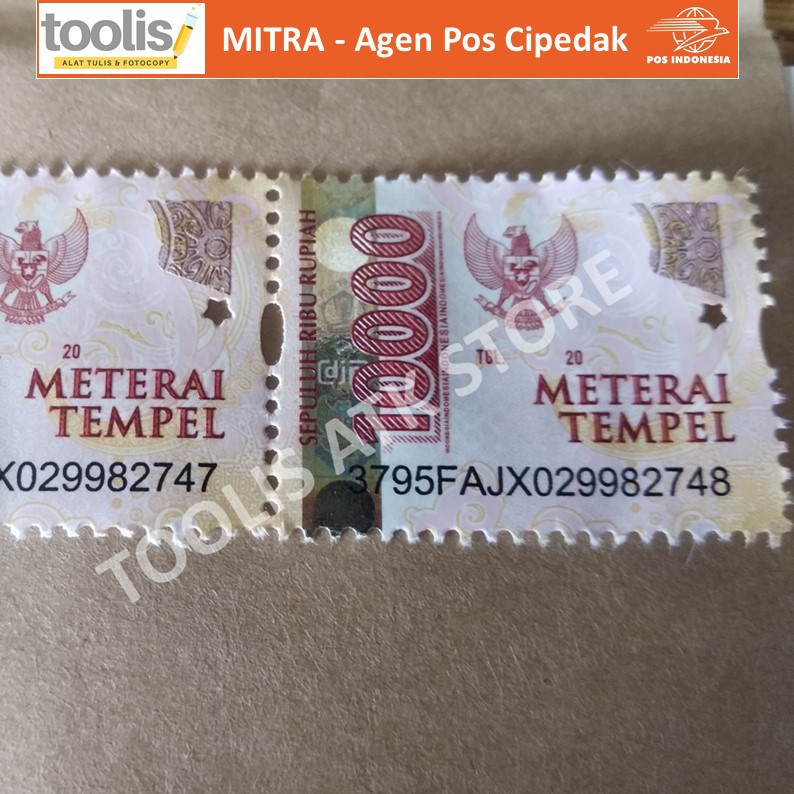 toolis
ALAT TULIS & FOTOCOPY
MITRA - Agen Pos Cipedak
POS INDONESIA
20
METERAI
TEMPEL
X029982747
SEPULUH RIBU RUPIAH
10000
djp
TGL.
20
METERAI
TEMPEL
3795FAJX029982748
TOOLIS ATK STORE